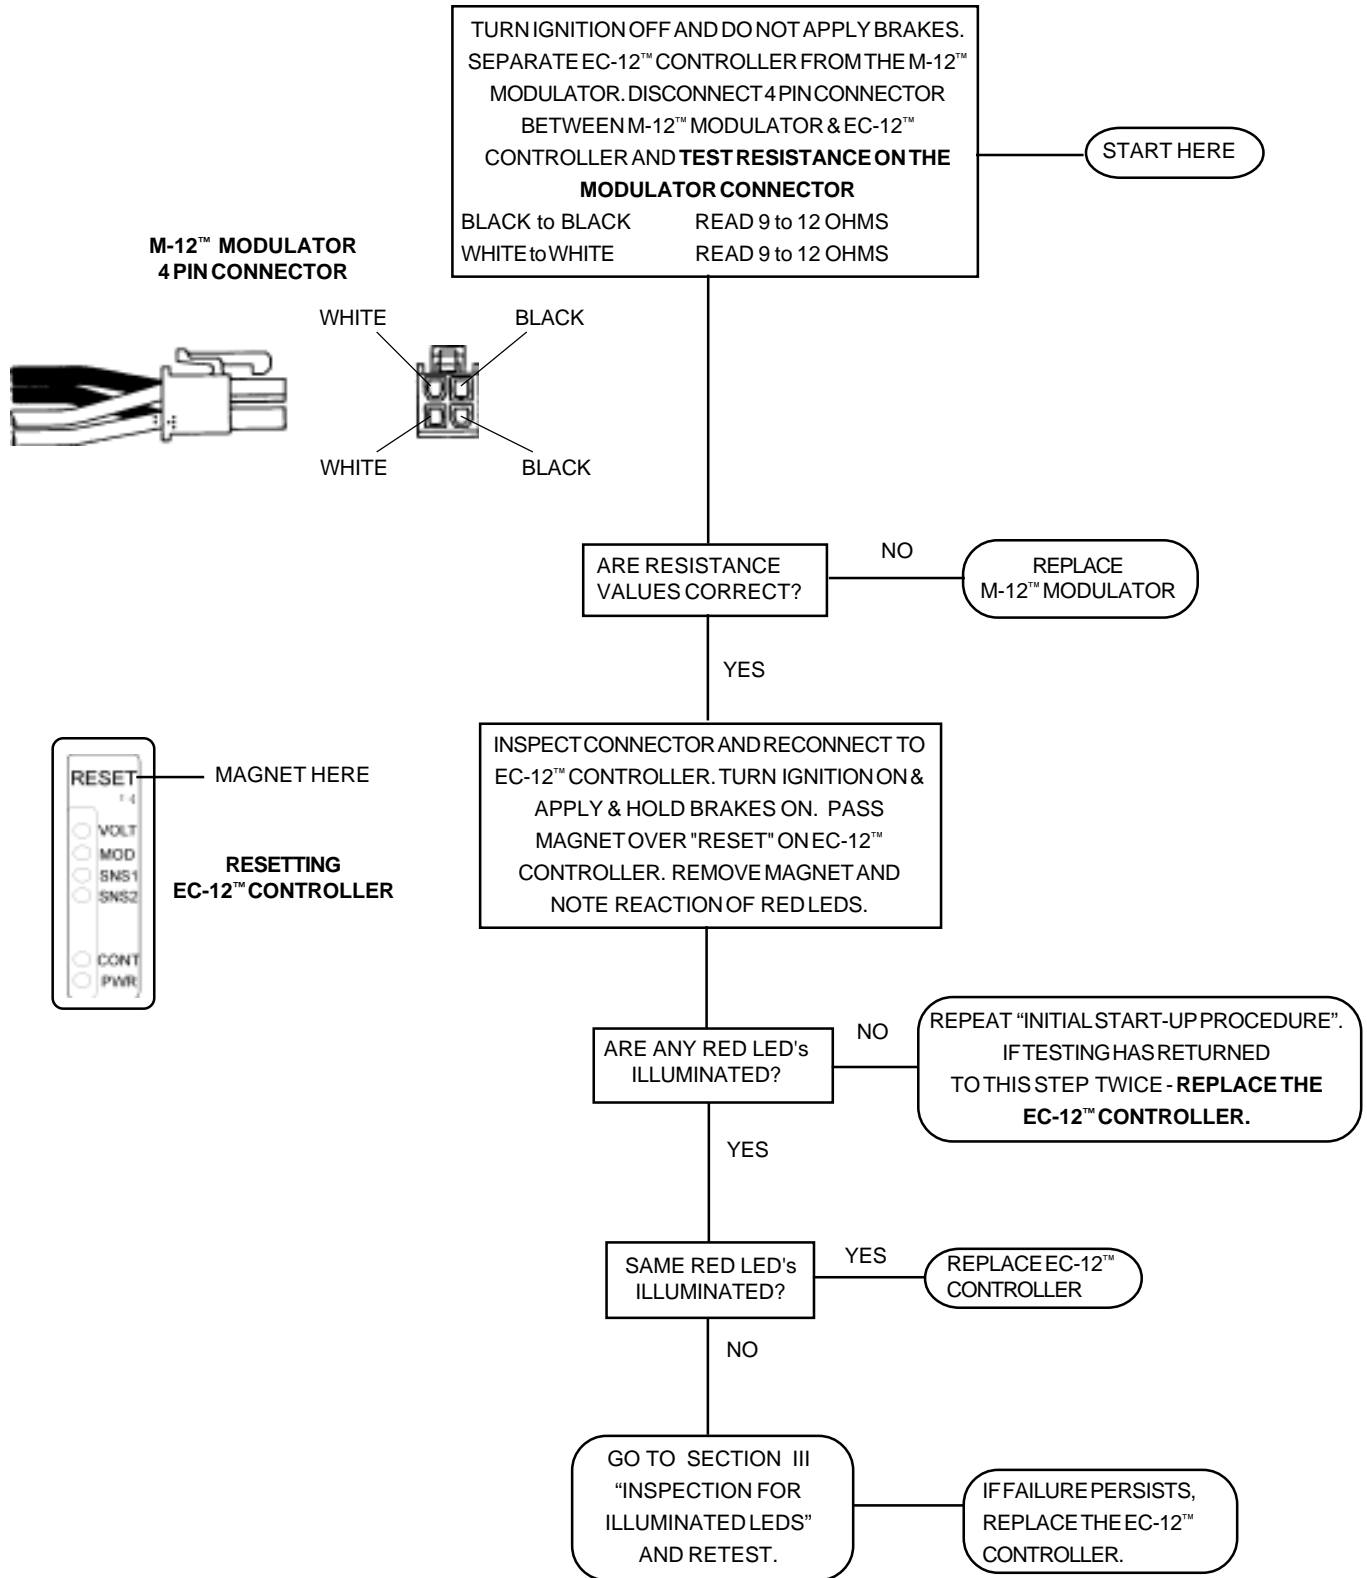 TURN IGNITION OFF AND DO NOT APPLY BRAKES.
SEPARATE EC-12™ CONTROLLER FROM THE M-12™
MODULATOR. DISCONNECT 4 PIN CONNECTOR
BETWEEN M-12™ MODULATOR & EC-12™
CONTROLLER AND TEST RESISTANCE ON THE
MODULATOR CONNECTOR
BLACK to BLACK READ 9 to 12 OHMS
WHITE to WHITE READ 9 to 12 OHMS
START HERE
M-12™ MODULATOR
4 PIN CONNECTOR
WHITE BLACK
WHITE BLACK
ARE RESISTANCE
VALUES CORRECT?
NO
REPLACE
M-12™ MODULATOR
YES
INSPECT CONNECTOR AND RECONNECT TO
EC-12™ CONTROLLER. TURN IGNITION ON &
APPLY & HOLD BRAKES ON. PASS
MAGNET OVER "RESET" ON EC-12™
CONTROLLER. REMOVE MAGNET AND
NOTE REACTION OF RED LEDS.
RESET
MAGNET HERE
VOLT
MOD
SNS1
SNS2
CONT
PWR
RESETTING
EC-12™ CONTROLLER
ARE ANY RED LED's
ILLUMINATED?
NO
REPEAT “INITIAL START-UP PROCEDURE”.
IF TESTING HAS RETURNED
TO THIS STEP TWICE - REPLACE THE
EC-12™ CONTROLLER.
YES
SAME RED LED's
ILLUMINATED?
YES
REPLACE EC-12™
CONTROLLER
NO
GO TO SECTION III
“INSPECTION FOR
ILLUMINATED LEDS”
AND RETEST.
IF FAILURE PERSISTS,
REPLACE THE EC-12™
CONTROLLER.